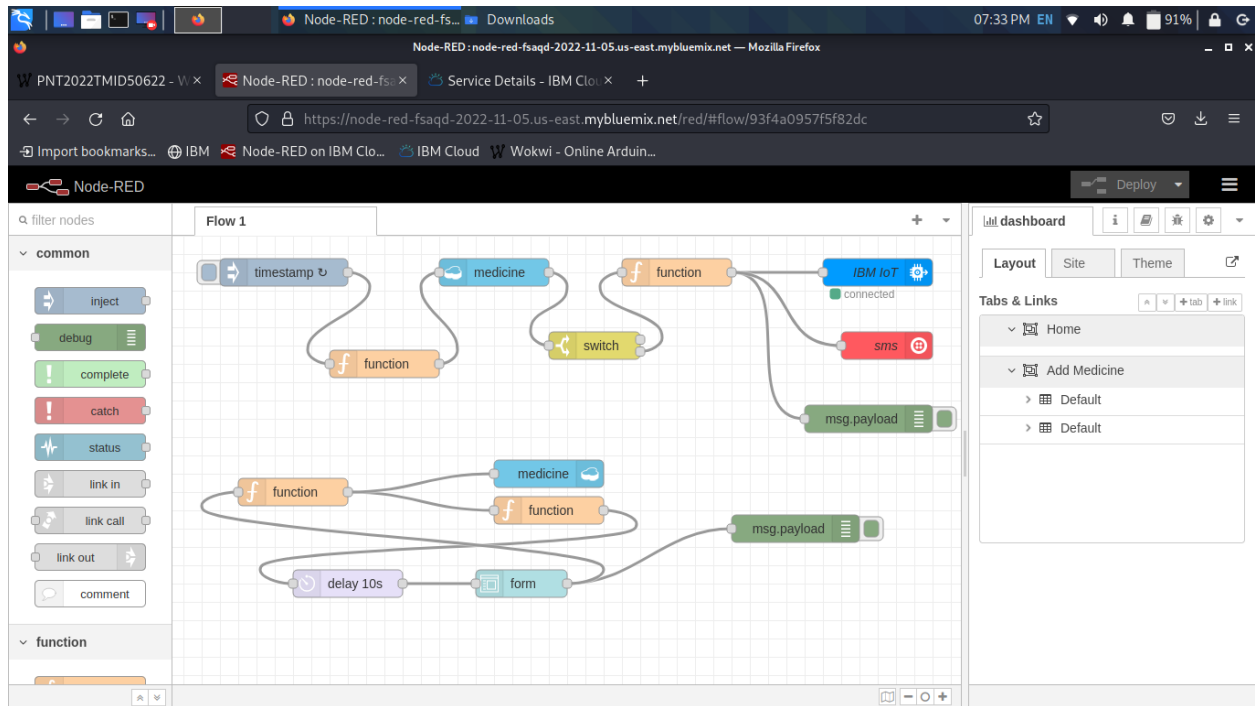 Node-RED : node-red-fs...
Downloads
07:33 PM EN
91%
Node-RED : node-red-fsaqd-2022-11-05.us-east.mybluemix.net — Mozilla Firefox
PNT2022TMID50622 - W
Node-RED : node-red-fsa
Service Details - IBM Clou
https://node-red-fsaqd-2022-11-05.us-east.mybluemix.net/red/#flow/93f4a0957f5f82dc
Import bookmarks...
IBM
Node-RED on IBM Clo...
IBM Cloud
Wokwi - Online Arduin...
Node-RED
Deploy
filter nodes
Flow 1
dashboard
common
inject
debug
complete
catch
status
link in
link call
link out
comment
function
timestamp ↻
medicine
function
IBM IoT
connected
switch
sms
function
msg.payload
medicine
function
function
msg.payload
delay 10s
form
Layout
Site
Theme
Tabs & Links
+ tab
+ link
Home
Add Medicine
Default
Default